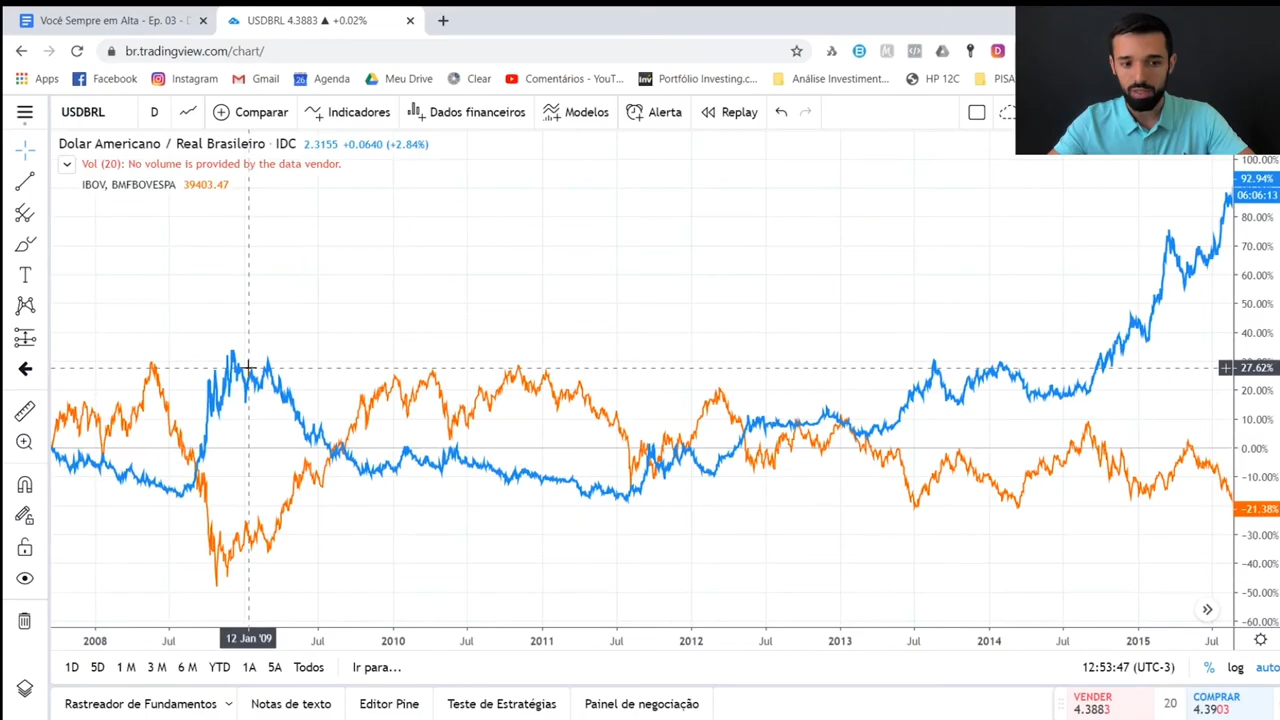 Você Sempre em Alta - Ep. 03 -
USDBRL 4.3883 ▲ +0.02%
br.tradingview.com/chart/
Apps Facebook Instagram Gmail Agenda Meu Drive Clear Comentários - YouT... Portfólio Investing.c... Análise Investiment... HP 12C PISA
USDBRL D Comparar Indicadores Dados financeiros Modelos Alerta Replay
Dolar Americano / Real Brasileiro · IDC 2.3155 +0.0640 (+2.84%)
Vol (20): No volume is provided by the data vendor.
IBOV, BMFBOVESPA 39403.47
100.00%
92.94%
06:06:13
80.00%
70.00%
60.00%
50.00%
40.00%
27.62%
20.00%
10.00%
0.00%
-10.00%
-21.38%
-30.00%
-40.00%
-50.00%
-60.00%
2008 Jul 12 Jan '09 Jul 2010 Jul 2011 Jul 2012 Jul 2013 Jul 2014 Jul 2015 Jul
1D 5D 1 M 3 M 6 M YTD 1A 5A Todos Ir para... 12:53:47 (UTC-3) % log auto
Rastreador de Fundamentos Notas de texto Editor Pine Teste de Estratégias Painel de negociação
VENDER 20 COMPRAR
4.3883 4.3903